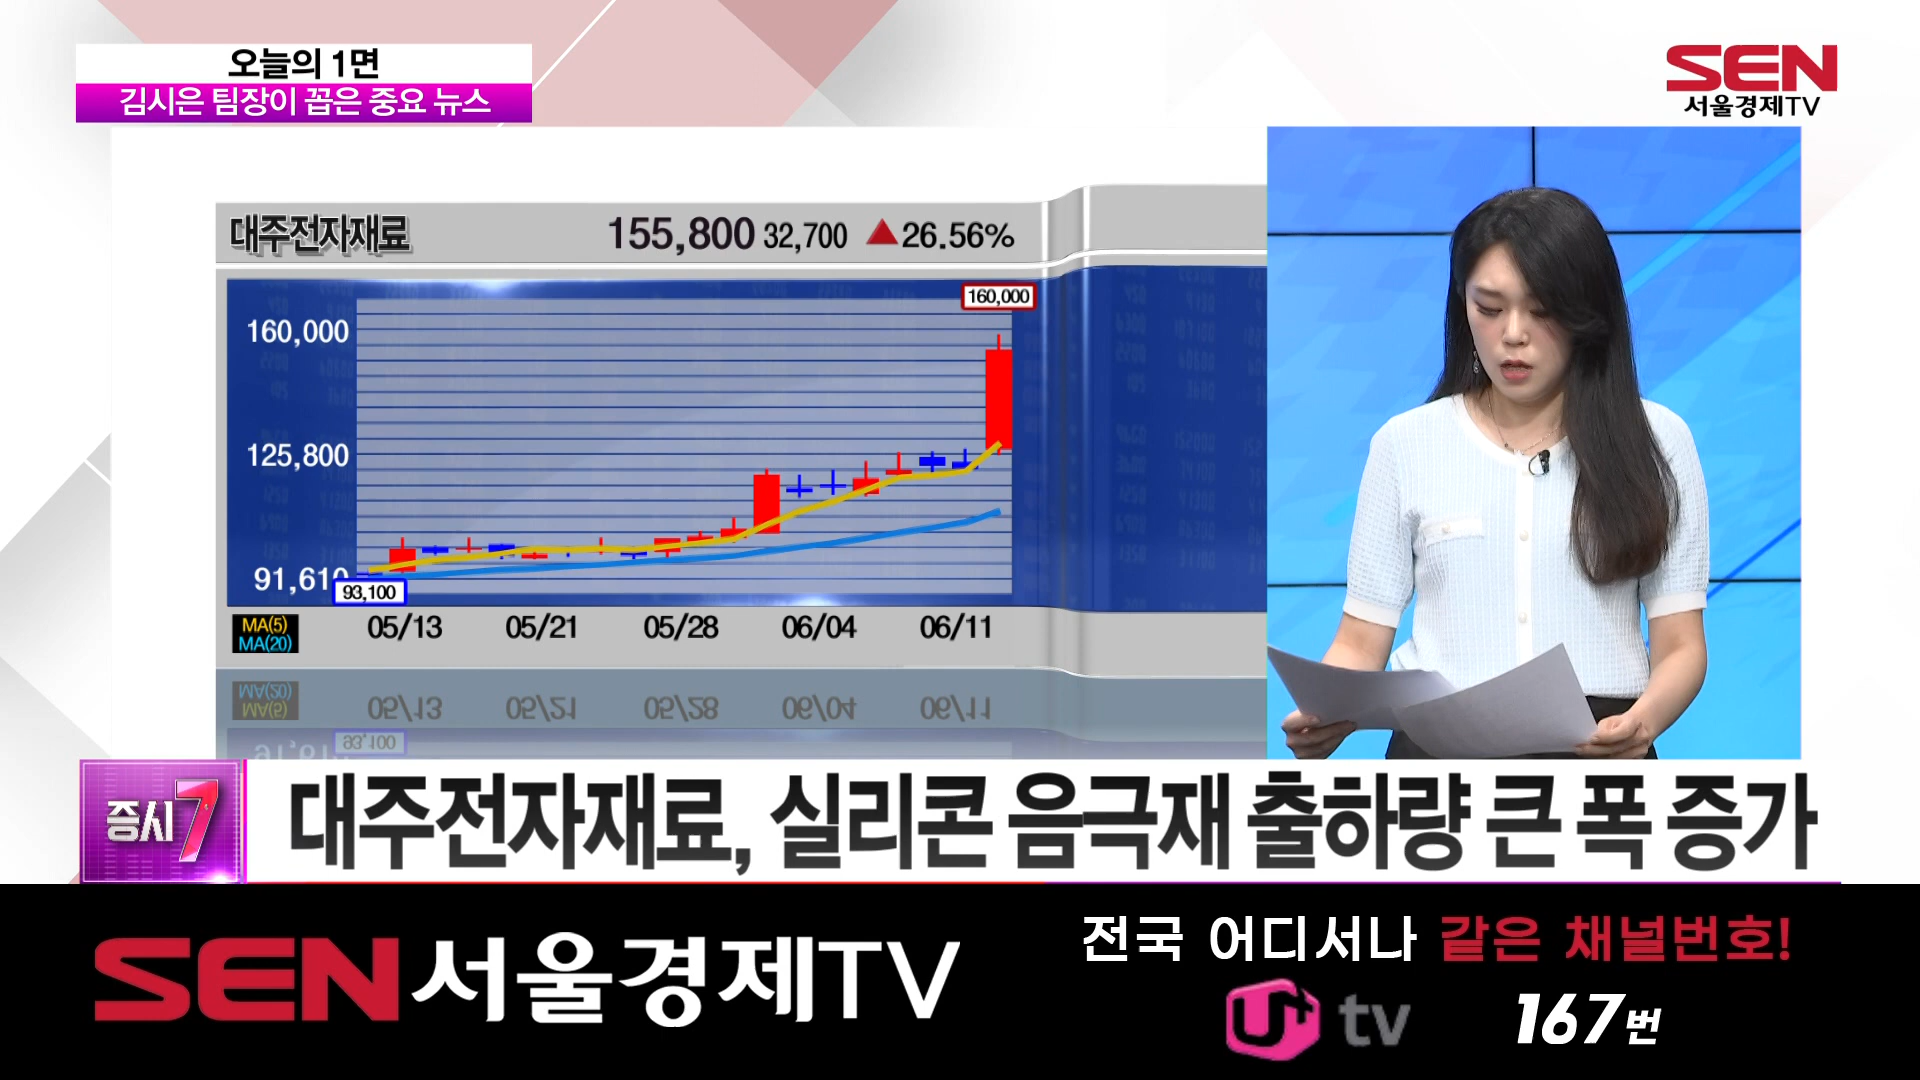 오늘의 1면
김시은 팀장이 꼽은 중요 뉴스
SEN
서울경제TV
대주전자재료 155,800 32,700 ▲26.56%
160,000
160,000
125,800
91,610
93,100
MA(5)
MA(20)
05/13 05/21 05/28 06/04 06/11
증시7
대주전자재료, 실리콘 음극재 출하량 큰 폭 증가
SEN서울경제TV
전국 어디서나 같은 채널번호!
U+ tv 167번